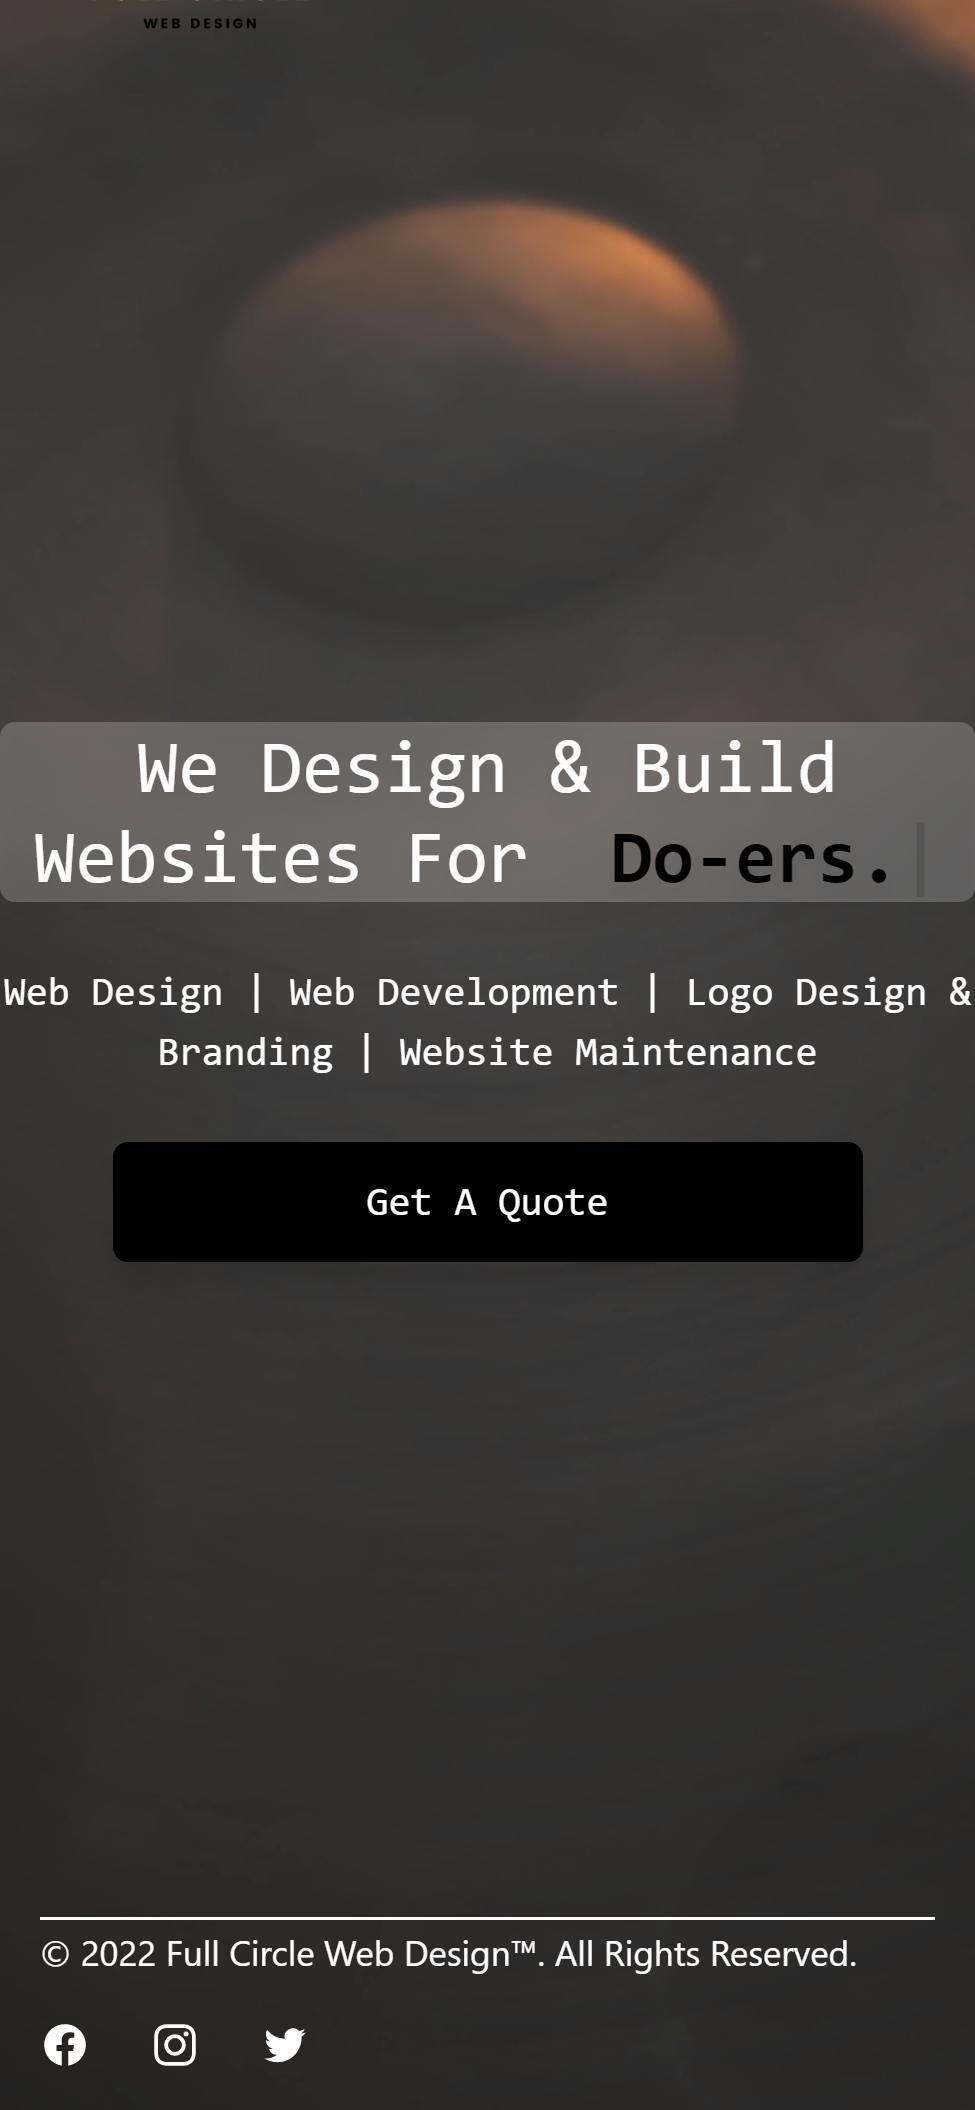 WEB DESIGN
We Design & Build
Websites For Do-ers.
Web Design | Web Development | Logo Design &
Branding | Website Maintenance
Get A Quote
© 2022 Full Circle Web Design™. All Rights Reserved.